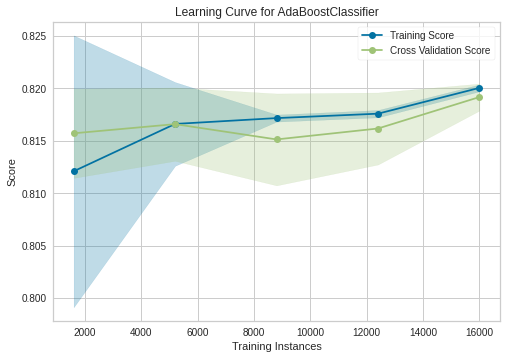 Learning Curve for AdaBoostClassifier
Training Score
Cross Validation Score
0.825
0.820
0.815
0.810
0.805
0.800
Score
2000 4000 6000 8000 10000 12000 14000 16000
Training Instances